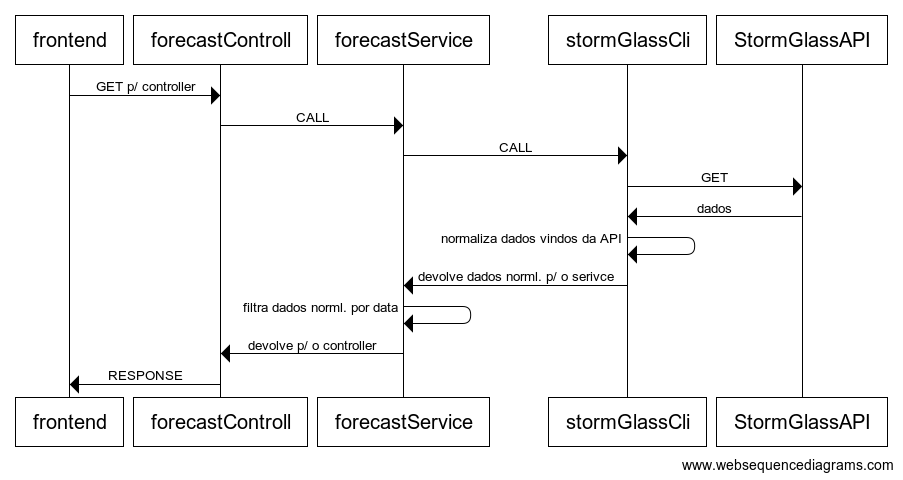 frontend
forecastControll
forecastService
stormGlassCli
StormGlassAPI
GET p/ controller
CALL
CALL
GET
dados
normaliza dados vindos da API
devolve dados norml. p/ o serivce
filtra dados norml. por data
devolve p/ o controller
RESPONSE
frontend
forecastControll
forecastService
stormGlassCli
StormGlassAPI
www.websequencediagrams.com